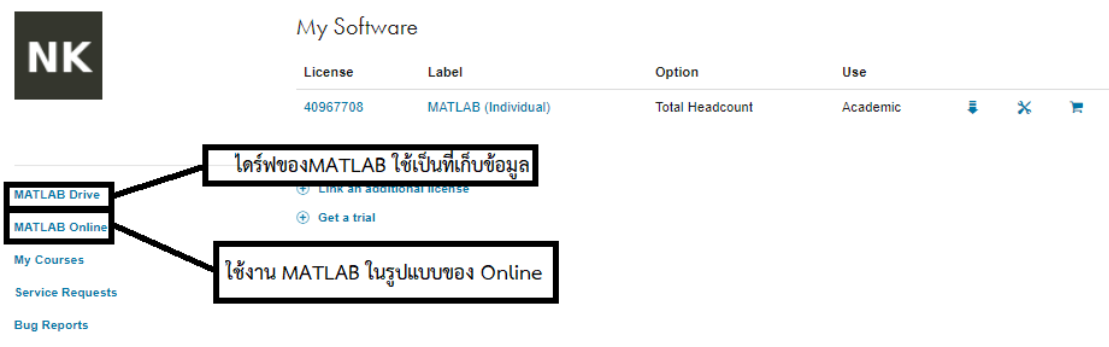 NK
My Software
License Label Option Use
40967708 MATLAB (Individual) Total Headcount Academic
ไดร์ฟของMATLAB ใช้เป็นที่เก็บข้อมูล
MATLAB Drive
Link an additional license
Get a trial
MATLAB Online
ใช้งาน MATLAB ในรูปแบบของ Online
My Courses
Service Requests
Bug Reports